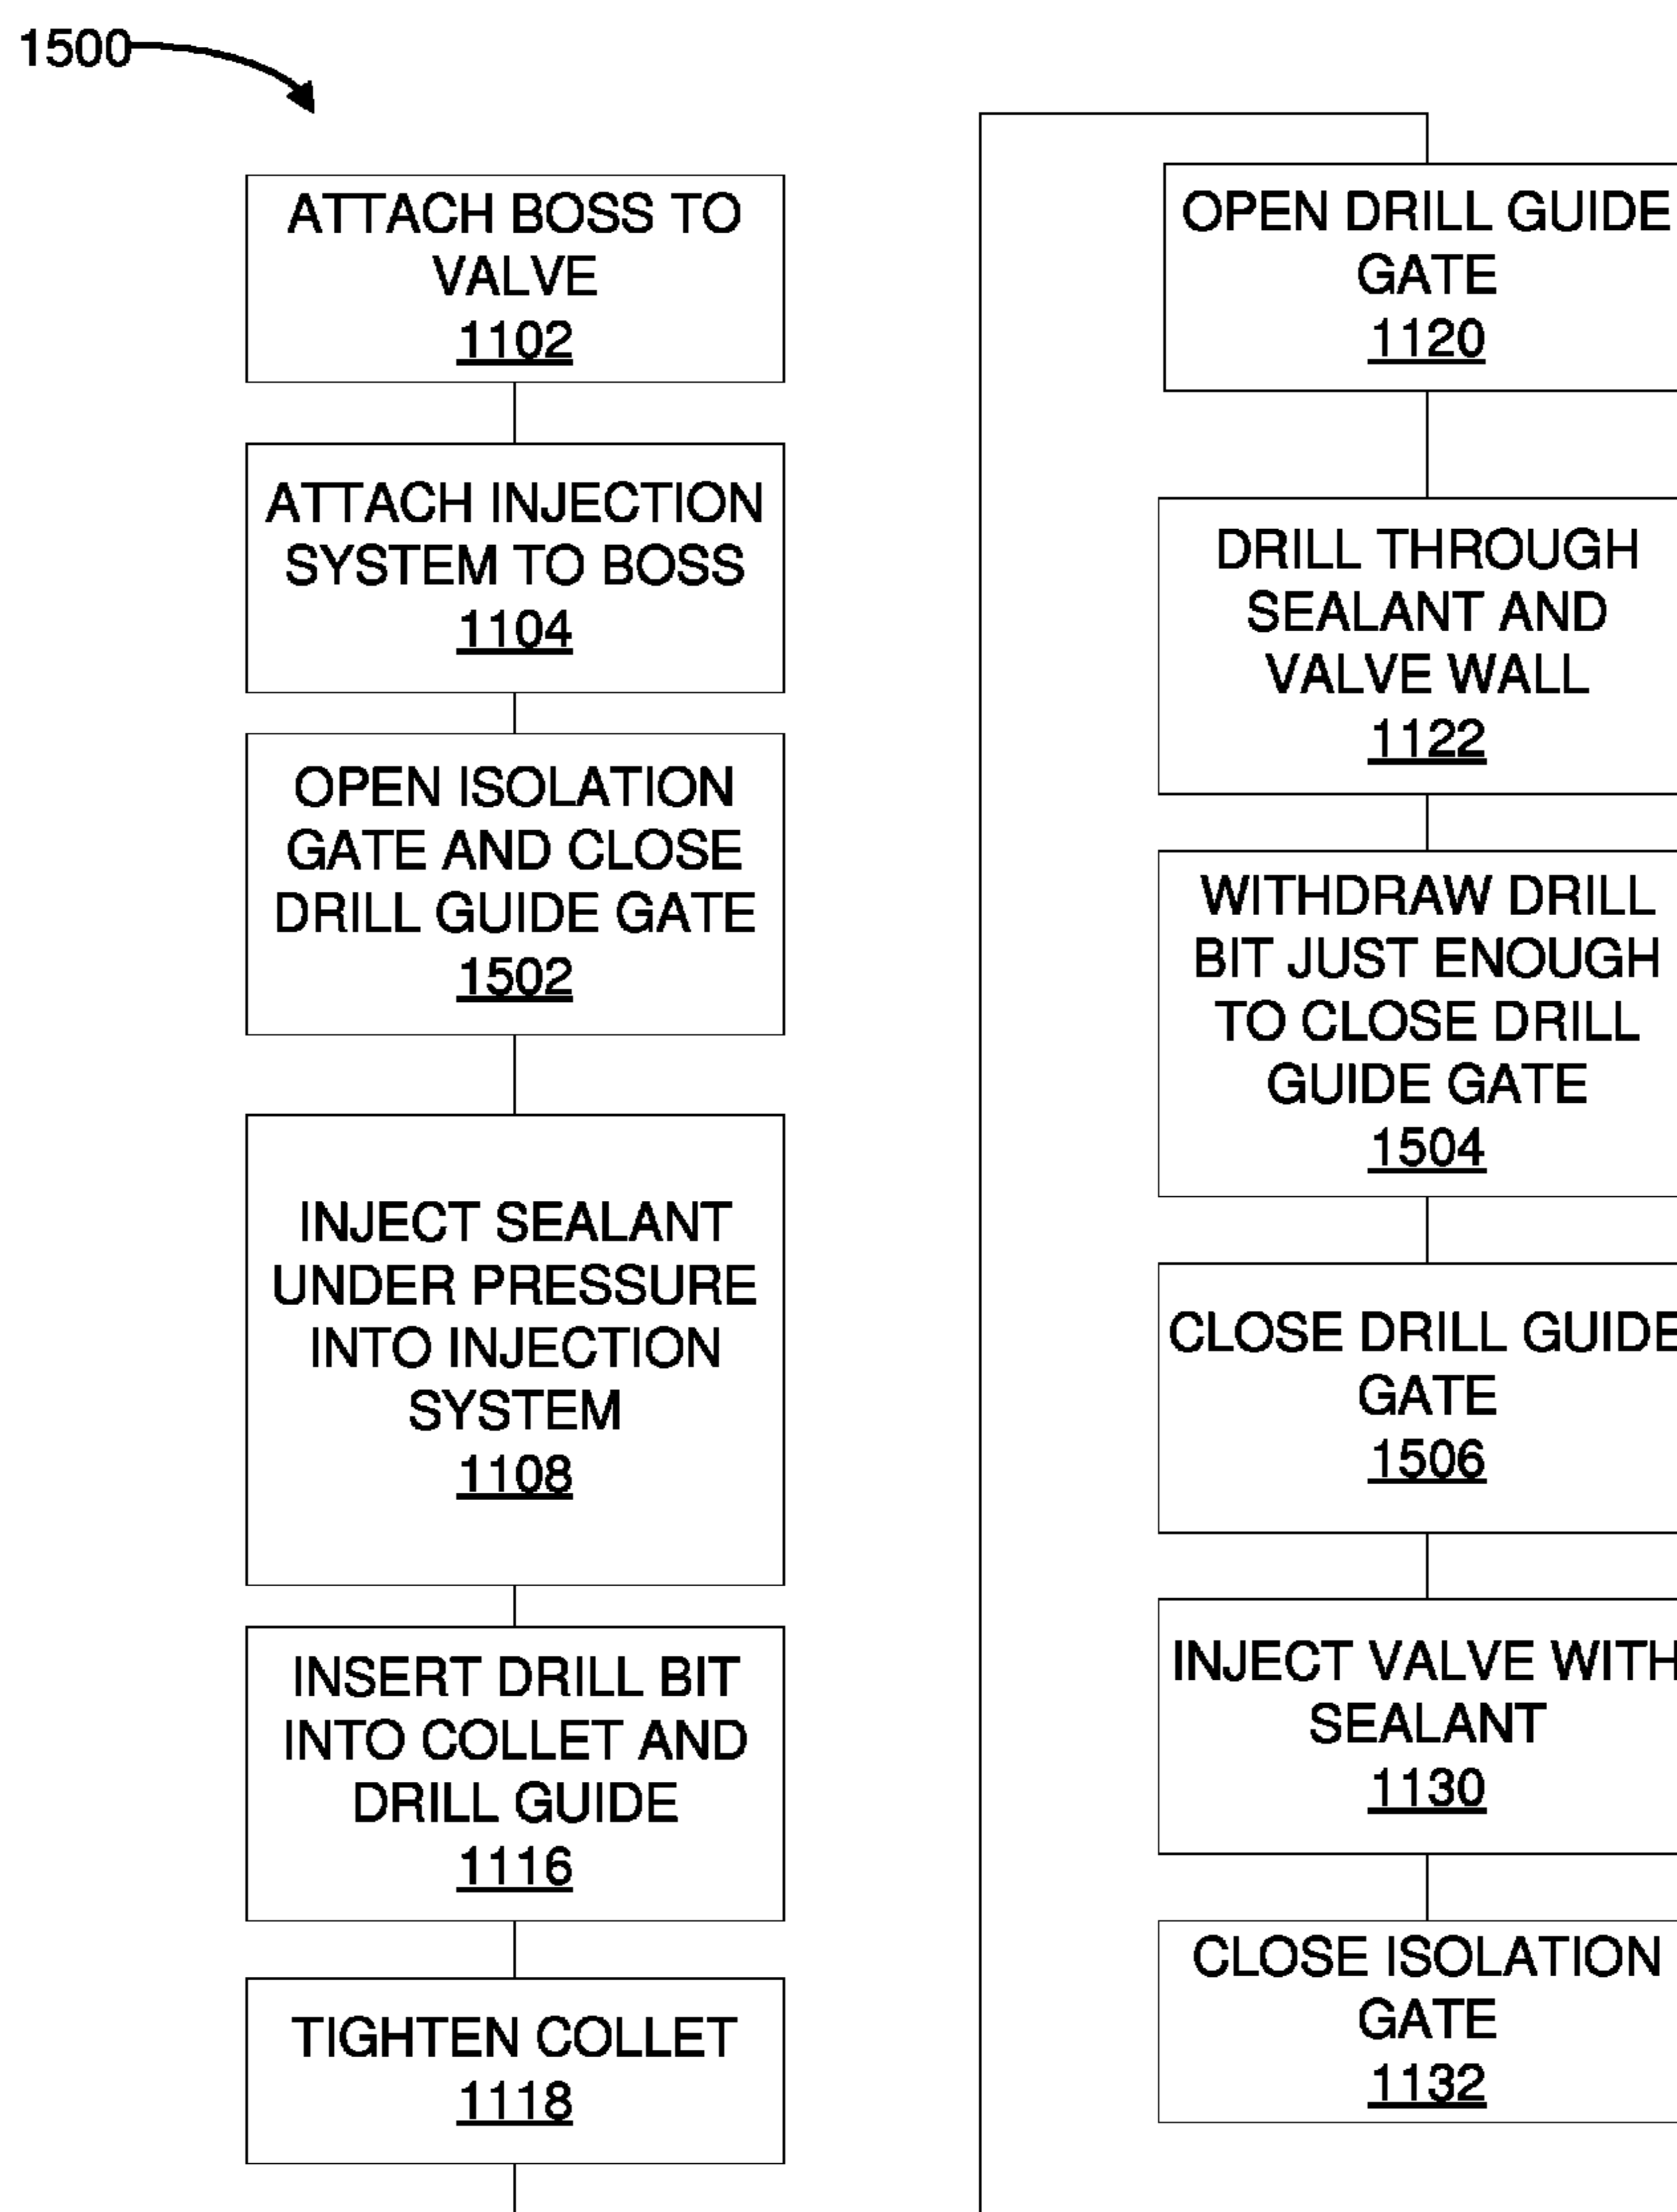 1500
ATTACH BOSS TO
VALVE
1102
ATTACH INJECTION
SYSTEM TO BOSS
1104
OPEN ISOLATION
GATE AND CLOSE
DRILL GUIDE GATE
1502
INJECT SEALANT
UNDER PRESSURE
INTO INJECTION
SYSTEM
1108
INSERT DRILL BIT
INTO COLLET AND
DRILL GUIDE
1116
TIGHTEN COLLET
1118
OPEN DRILL GUIDE
GATE
1120
DRILL THROUGH
SEALANT AND
VALVE WALL
1122
WITHDRAW DRILL
BIT JUST ENOUGH
TO CLOSE DRILL
GUIDE GATE
1504
CLOSE DRILL GUIDE
GATE
1506
INJECT VALVE WITH
SEALANT
1130
CLOSE ISOLATION
GATE
1132